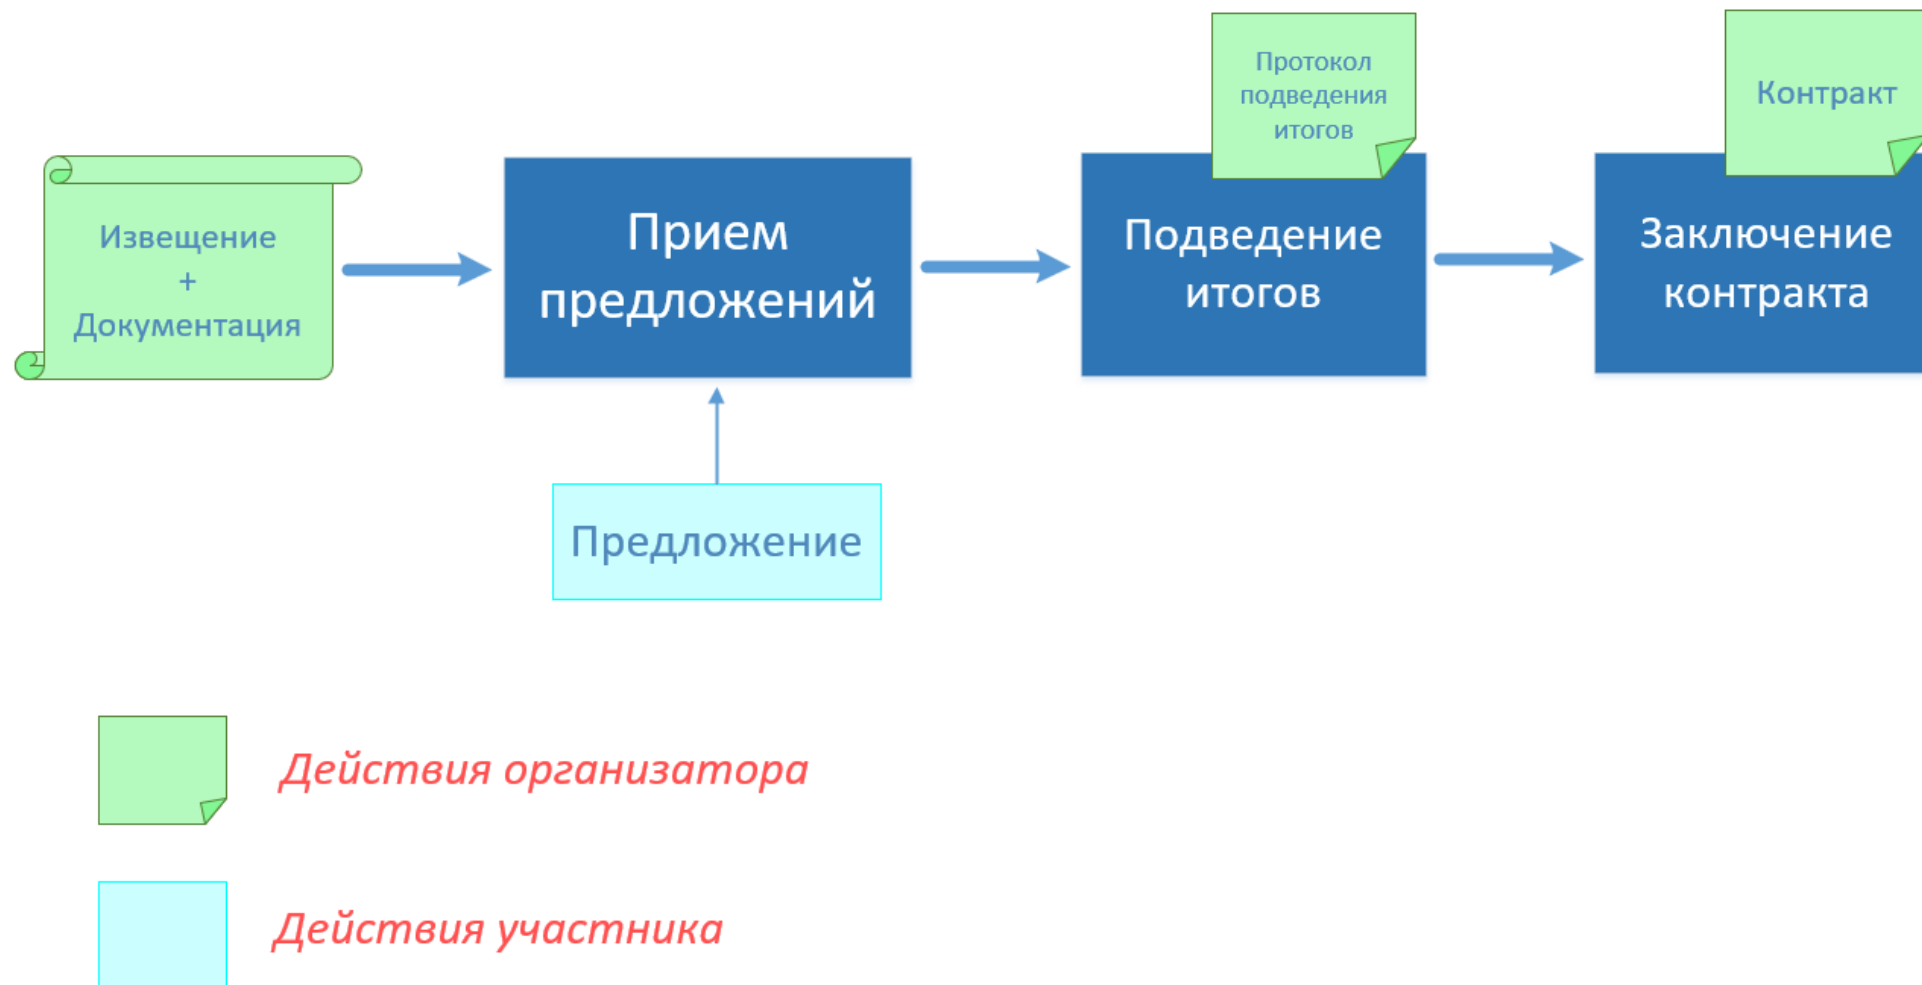 Извещение
+
Документация
Прием
предложений
Предложение
Протокол
подведения
итогов
Подведение
итогов
Контракт
Заключение
контракта
Действия организатора
Действия участника